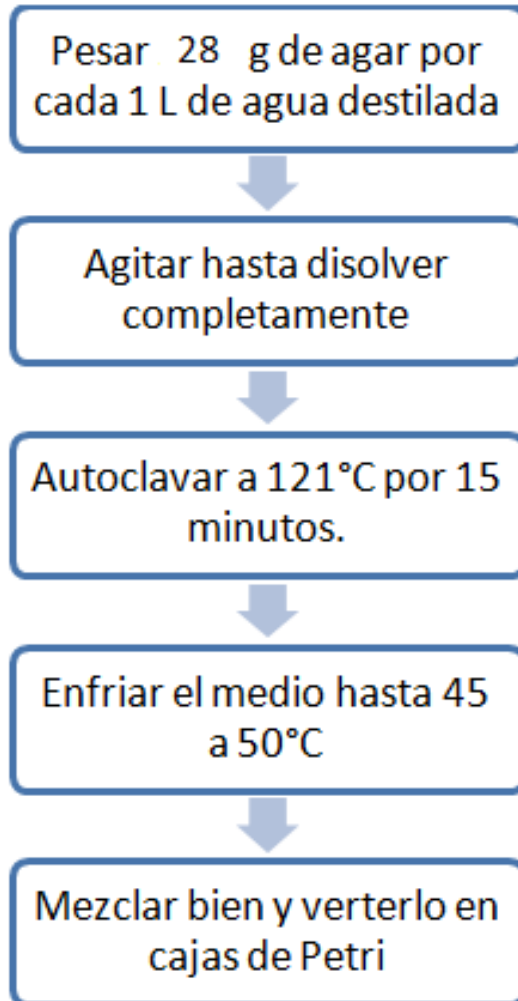 Pesar 28 g de agar por
cada 1 L de agua destilada
Agitar hasta disolver
completamente
Autoclavar a 121°C por 15
minutos.
Enfriar el medio hasta 45
a 50°C
Mezclar bien y verterlo en
cajas de Petri